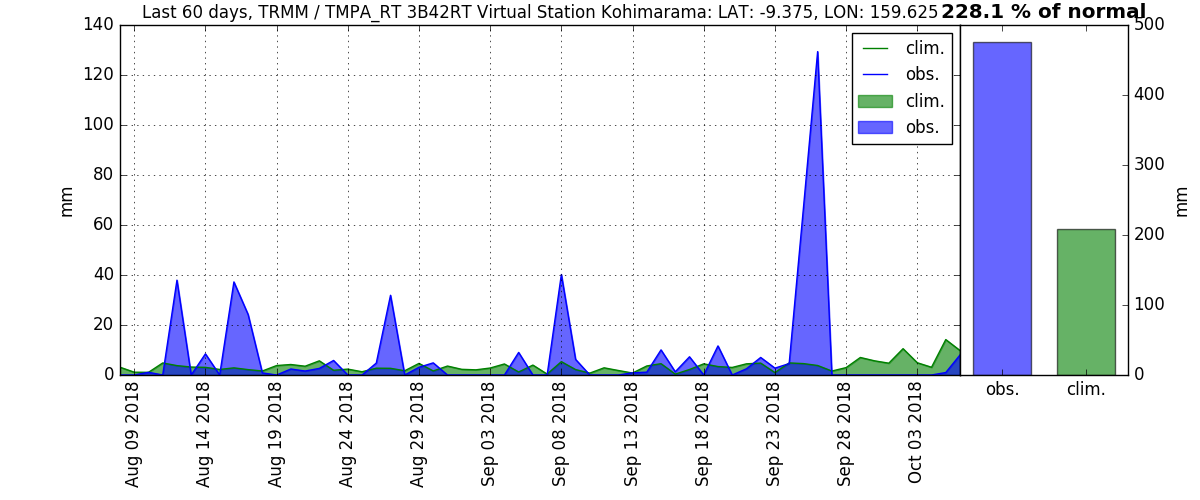 Last 60 days, TRMM / TMPA_RT 3B42RT Virtual Station Kohimarama: LAT: -9.375, LON: 159.625
228.1 % of normal
140
120
100
80
60
40
20
0
mm
clim.
obs.
clim.
obs.
Aug 09 2018
Aug 14 2018
Aug 19 2018
Aug 24 2018
Aug 29 2018
Sep 03 2018
Sep 08 2018
Sep 13 2018
Sep 18 2018
Sep 23 2018
Sep 28 2018
Oct 03 2018
500
400
300
200
100
0
mm
obs.
clim.